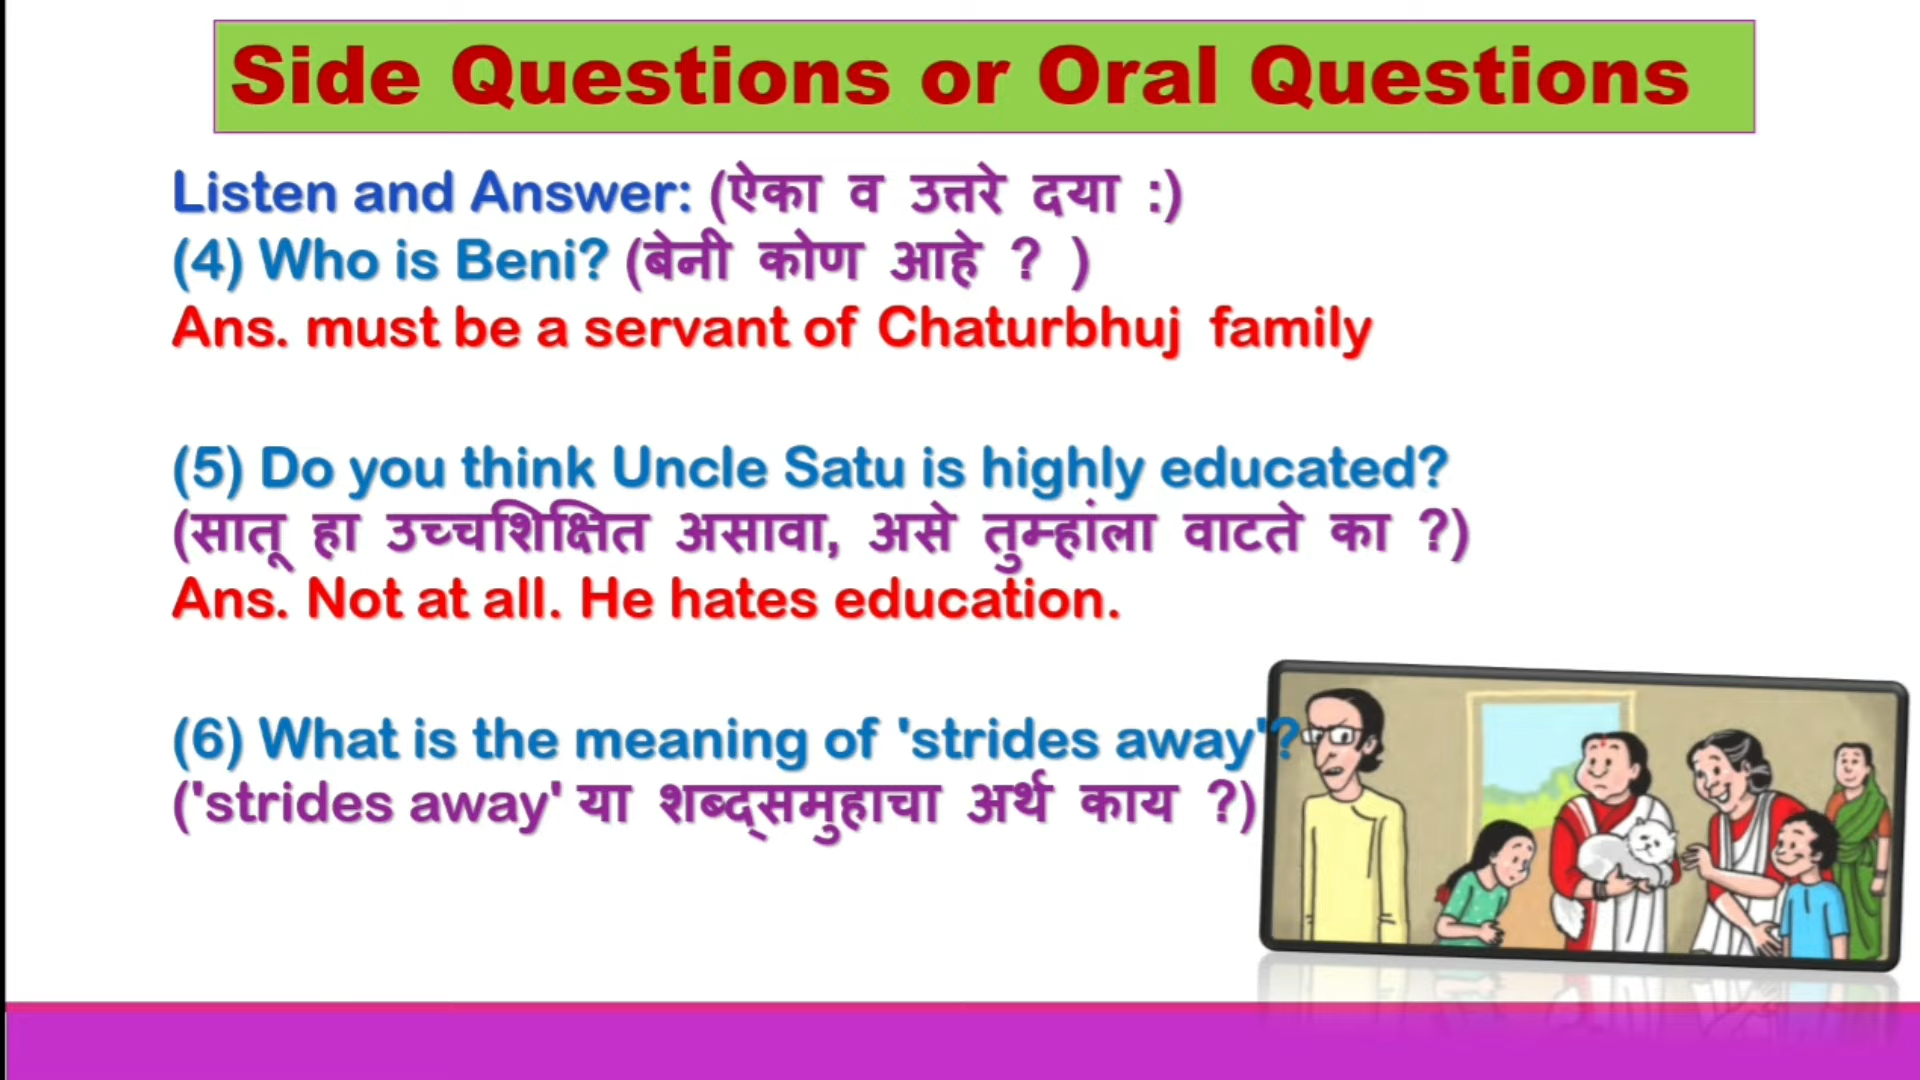 Side Questions or Oral Questions
Listen and Answer: (ऐका व उत्तरे दया :)
(4) Who is Beni? (बेनी कोण आहे ? )
Ans. must be a servant of Chaturbhuj family
(5) Do you think Uncle Satu is highly educated?
(सातू हा उच्चशिक्षित असावा, असे तुम्हांला वाटते का ?)
Ans. Not at all. He hates education.
(6) What is the meaning of 'strides away'?
('strides away' या शब्द्समुहाचा अर्थ काय ?)